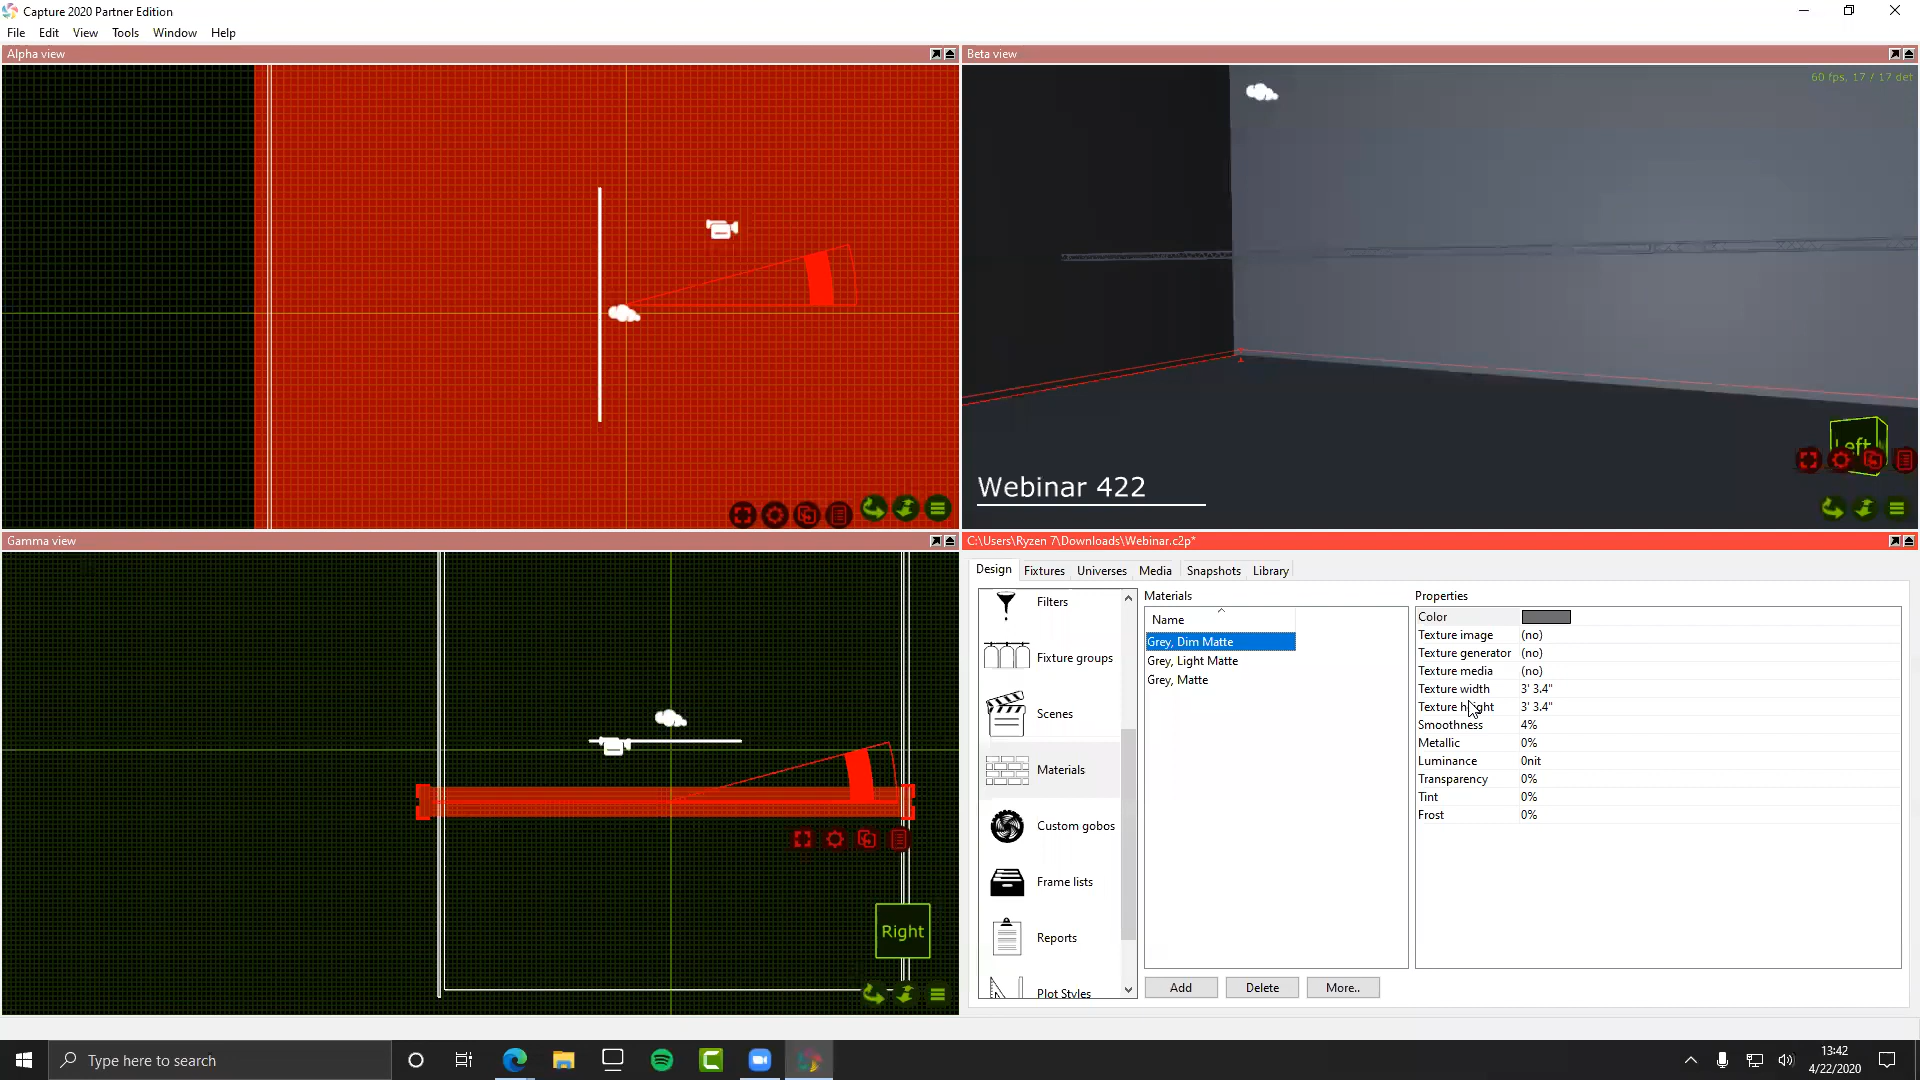 Capture 2020 Partner Edition
File Edit View Tools Window Help
Alpha view
Beta view
60 fps, 17 / 17 det
Left
Webinar 422
Gamma view
Right
C:\Users\Ryzen 7\Downloads\Webinar.c2p*
Design Fixtures Universes Media Snapshots Library
Filters
Fixture groups
Scenes
Materials
Custom gobos
Frame lists
Reports
Plot Styles
Materials
Name
Grey, Dim Matte
Grey, Light Matte
Grey, Matte
Add Delete More..
Properties
Color
Texture image (no)
Texture generator (no)
Texture media (no)
Texture width 3' 3.4"
Texture height 3' 3.4"
Smoothness 4%
Metallic 0%
Luminance 0nit
Transparency 0%
Tint 0%
Frost 0%
Type here to search
13:42
4/22/2020